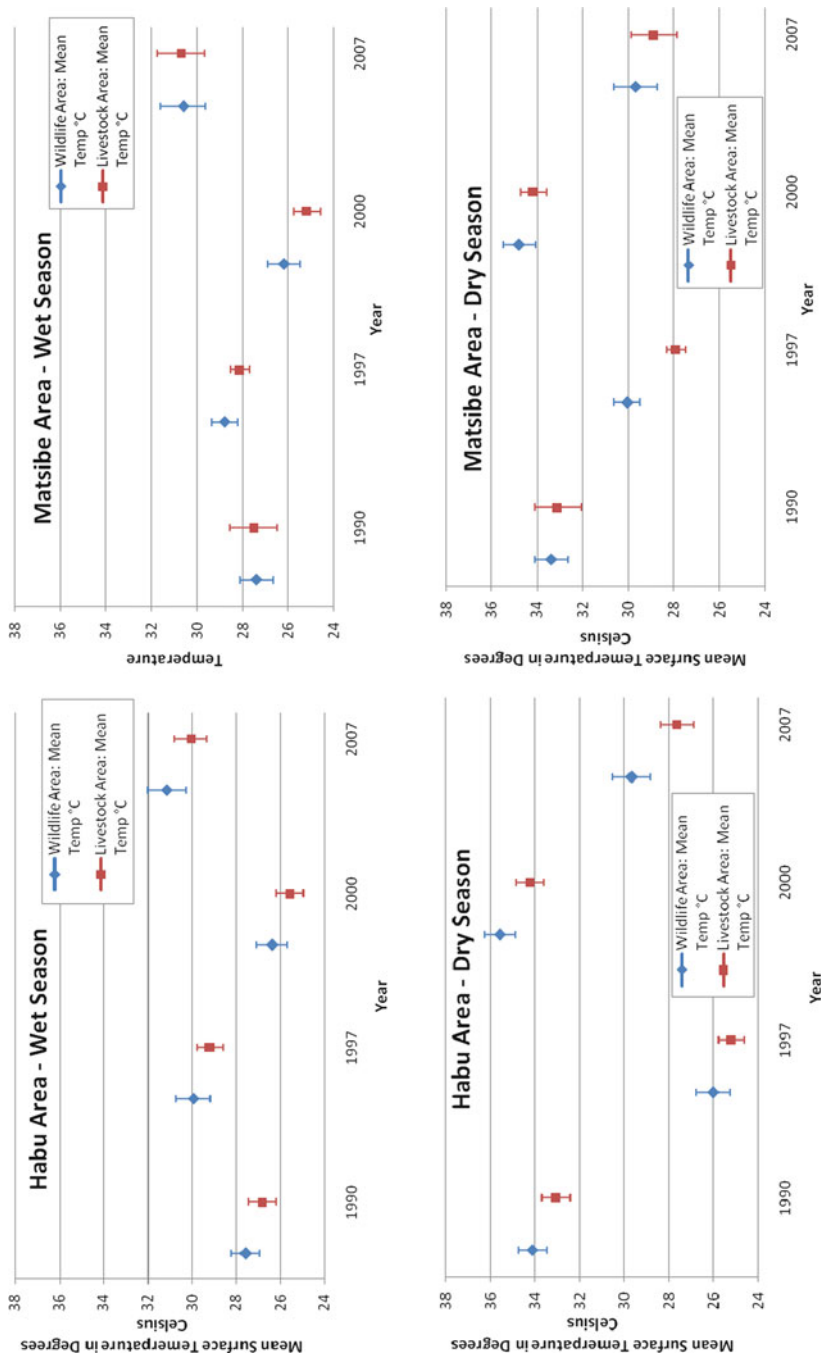 Habu Area - Wet Season
Mean Surface Temerpature in Degrees
Celsius
38
36
34
32
30
28
26
24
1990
1997
2000
2007
Year
Wildlife Area: Mean
Temp °C
Livestock Area: Mean
Temp °C
Matsibe Area - Wet Season
Temperature
38
36
34
32
30
28
26
24
1990
1997
2000
2007
Year
Wildlife Area: Mean
Temp °C
Livestock Area: Mean
Temp °C
Habu Area - Dry Season
Mean Surface Temerpature in Degrees
Celsius
38
36
34
32
30
28
26
24
1990
1997
2000
2007
Year
Wildlife Area: Mean
Temp °C
Livestock Area: Mean
Temp °C
Matsibe Area - Dry Season
Mean Surface Temerpature in Degrees
Celsius
38
36
34
32
30
28
26
24
1990
1997
2000
2007
Year
Wildlife Area: Mean
Temp °C
Livestock Area: Mean
Temp °C